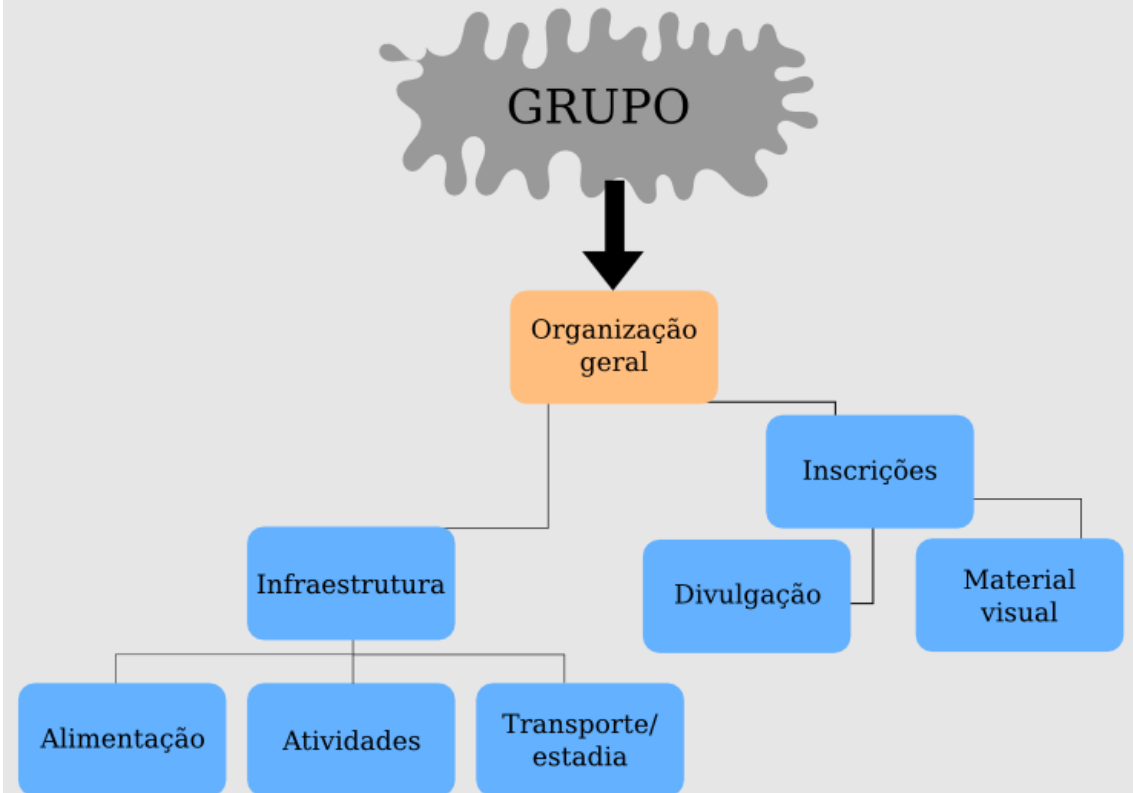 GRUPO
Organização
geral
Inscrições
Infraestrutura
Divulgação
Material
visual
Alimentação
Atividades
Transporte/
estadia